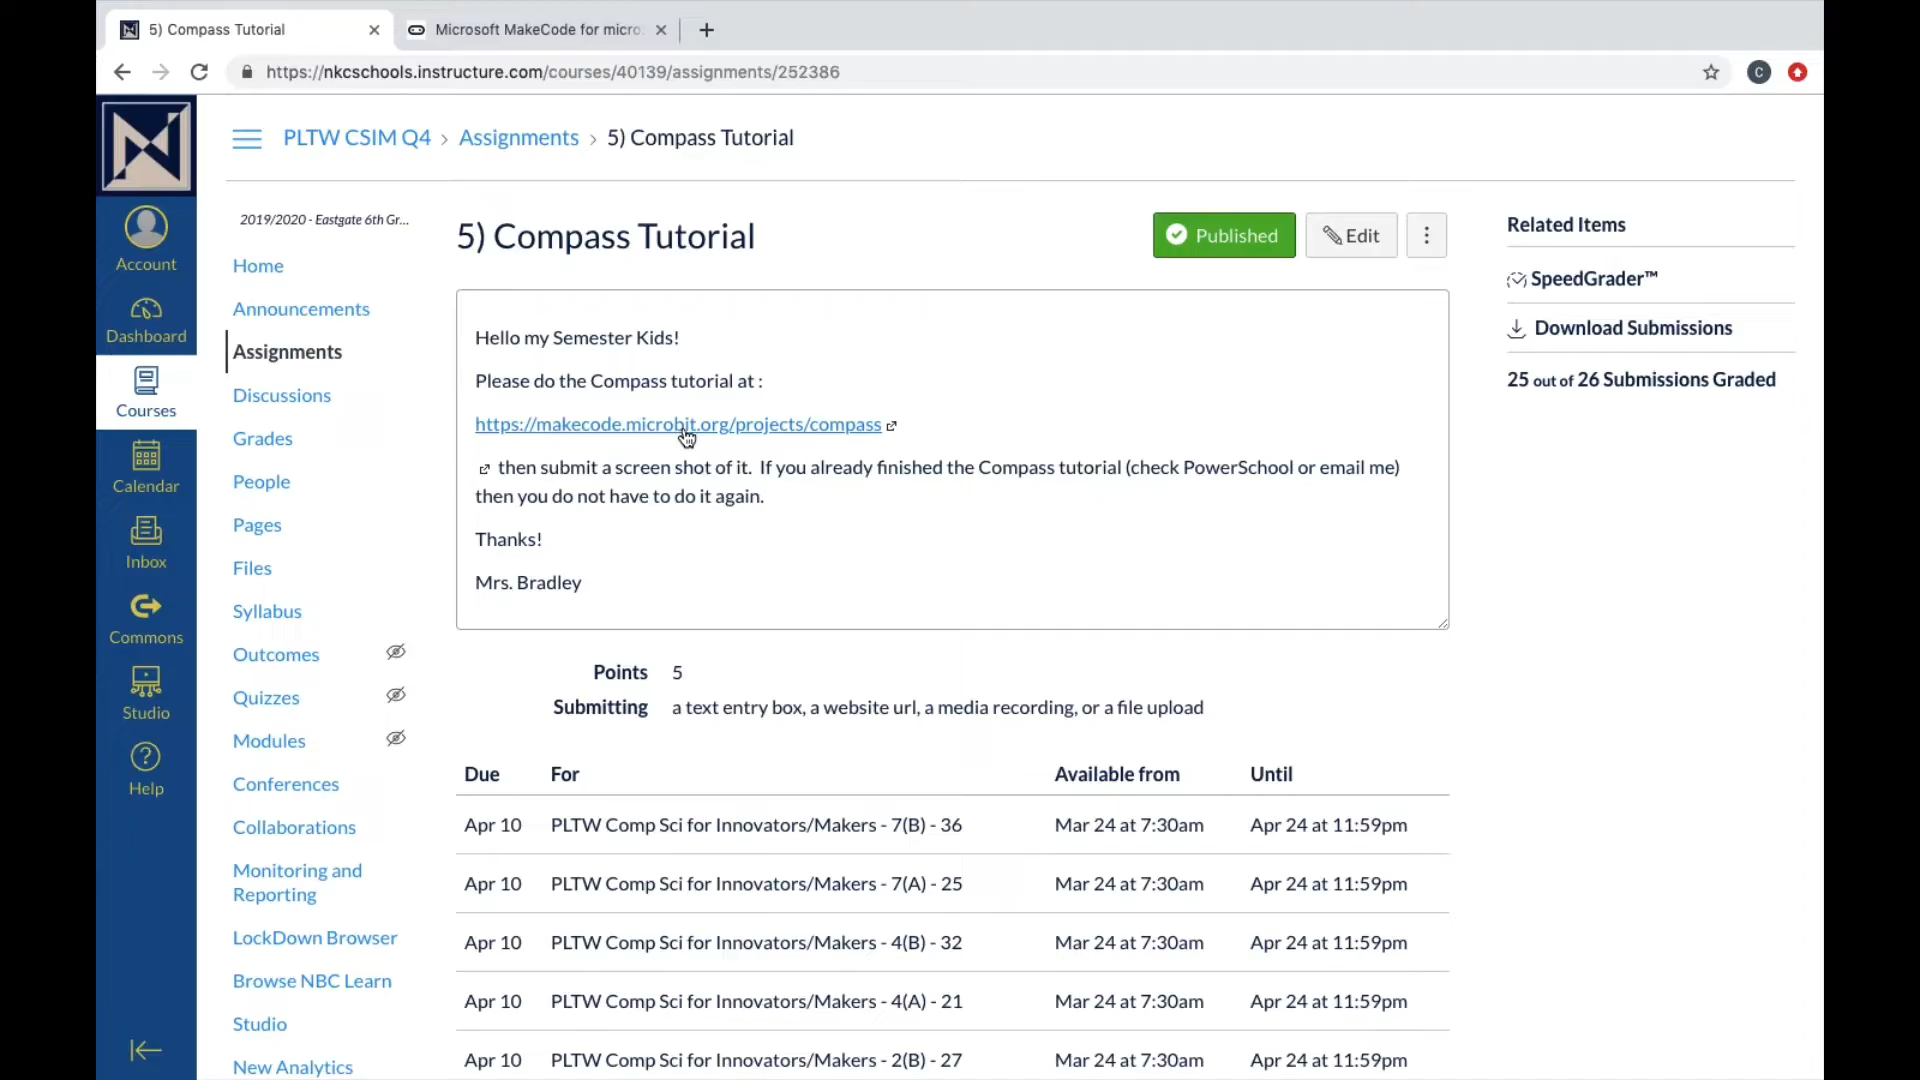 5) Compass Tutorial
Microsoft MakeCode for micro:
https://nkcschools.instructure.com/courses/40139/assignments/252386
C
PLTW CSIM Q4 › Assignments › 5) Compass Tutorial
Account
Dashboard
Courses
Calendar
Inbox
Commons
Studio
Help
2019/2020 - Eastgate 6th Gr...
Home
Announcements
Assignments
Discussions
Grades
People
Pages
Files
Syllabus
Outcomes
Quizzes
Modules
Conferences
Collaborations
Monitoring and
Reporting
LockDown Browser
Browse NBC Learn
Studio
New Analytics
5) Compass Tutorial
Published
Edit
Hello my Semester Kids!
Please do the Compass tutorial at :
https://makecode.microbit.org/projects/compass
then submit a screen shot of it.  If you already finished the Compass tutorial (check PowerSchool or email me)
then you do not have to do it again.
Thanks!
Mrs. Bradley
Points 5
Submitting a text entry box, a website url, a media recording, or a file upload
Due For Available from Until
Apr 10 PLTW Comp Sci for Innovators/Makers - 7(B) - 36 Mar 24 at 7:30am Apr 24 at 11:59pm
Apr 10 PLTW Comp Sci for Innovators/Makers - 7(A) - 25 Mar 24 at 7:30am Apr 24 at 11:59pm
Apr 10 PLTW Comp Sci for Innovators/Makers - 4(B) - 32 Mar 24 at 7:30am Apr 24 at 11:59pm
Apr 10 PLTW Comp Sci for Innovators/Makers - 4(A) - 21 Mar 24 at 7:30am Apr 24 at 11:59pm
Apr 10 PLTW Comp Sci for Innovators/Makers - 2(B) - 27 Mar 24 at 7:30am Apr 24 at 11:59pm
Related Items
SpeedGrader™
Download Submissions
25 out of 26 Submissions Graded